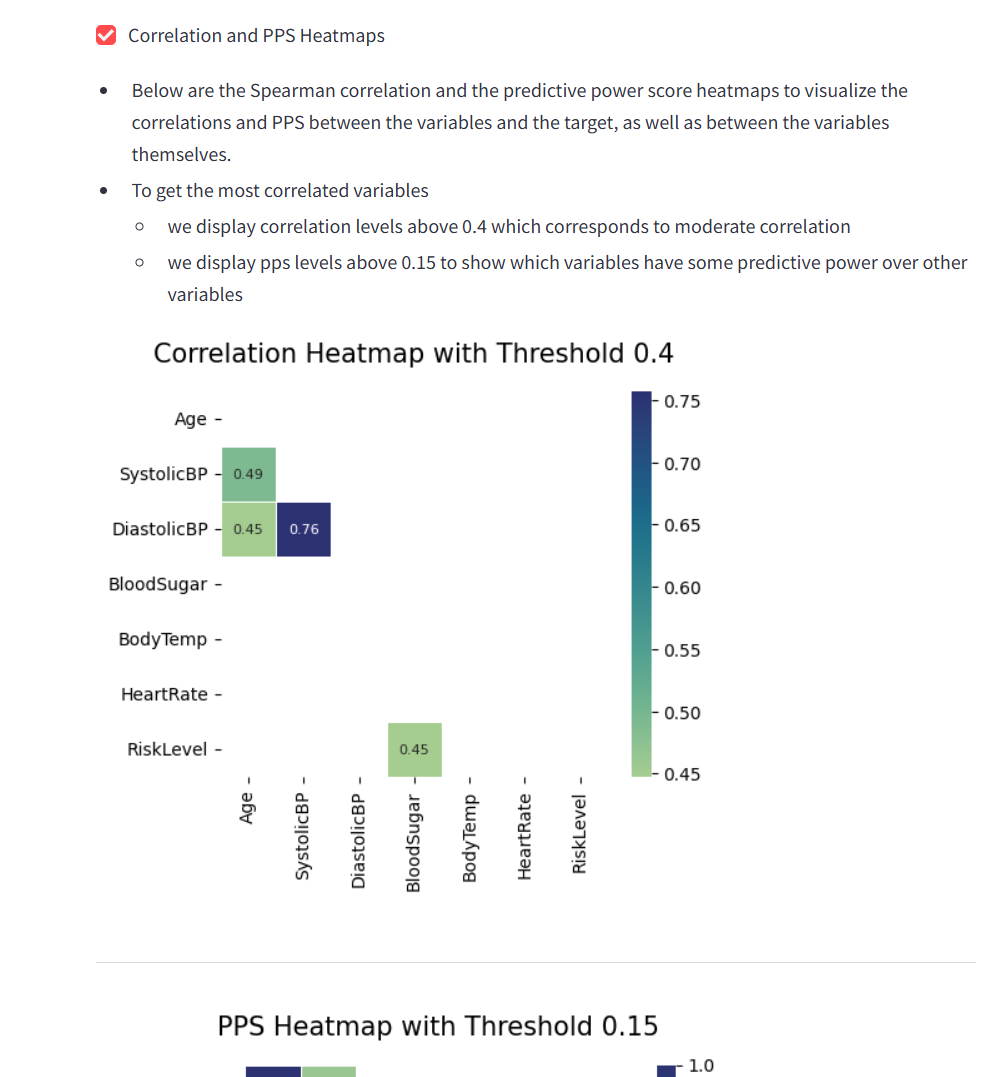 Correlation and PPS Heatmaps
Below are the Spearman correlation and the predictive power score heatmaps to visualize the
correlations and PPS between the variables and the target, as well as between the variables
themselves.
To get the most correlated variables
we display correlation levels above 0.4 which corresponds to moderate correlation
we display pps levels above 0.15 to show which variables have some predictive power over other
variables
Correlation Heatmap with Threshold 0.4
Age
SystolicBP
DiastolicBP
BloodSugar
BodyTemp
HeartRate
RiskLevel
0.49
0.45
0.76
0.45
Age
SystolicBP
DiastolicBP
BloodSugar
BodyTemp
HeartRate
RiskLevel
0.75
0.70
0.65
0.60
0.55
0.50
0.45
PPS Heatmap with Threshold 0.15
1.0